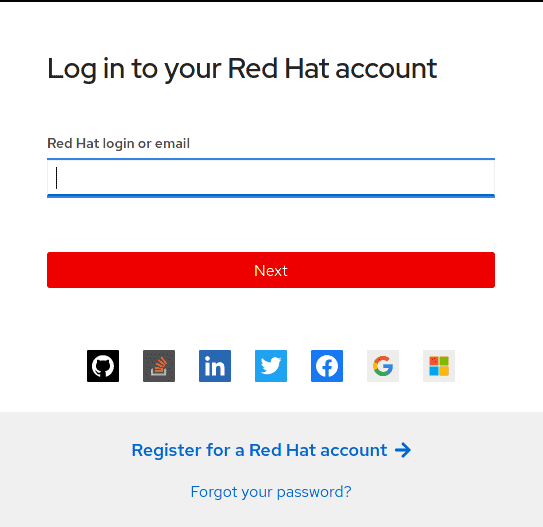 Log in to your Red Hat account
Red Hat login or email
Next
in
Register for a Red Hat account
Forgot your password?